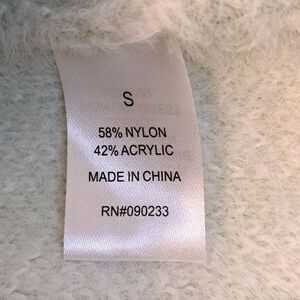 S
58% NYLON
42% ACRYLIC
MADE IN CHINA
RN#090233